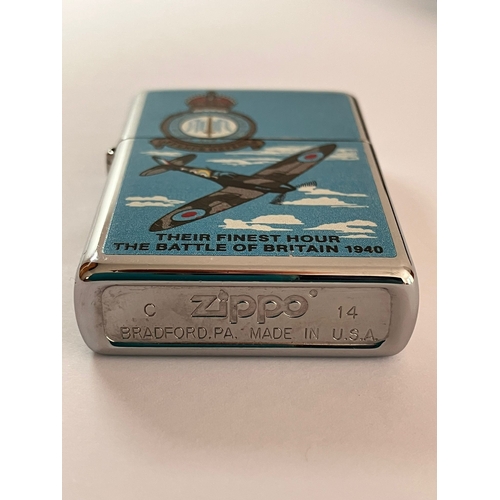 THEIR FINEST HOUR
THE BATTLE OF BRITAIN 1940
C zippo 14
BRADFORD.PA. MADE IN U.S.A.